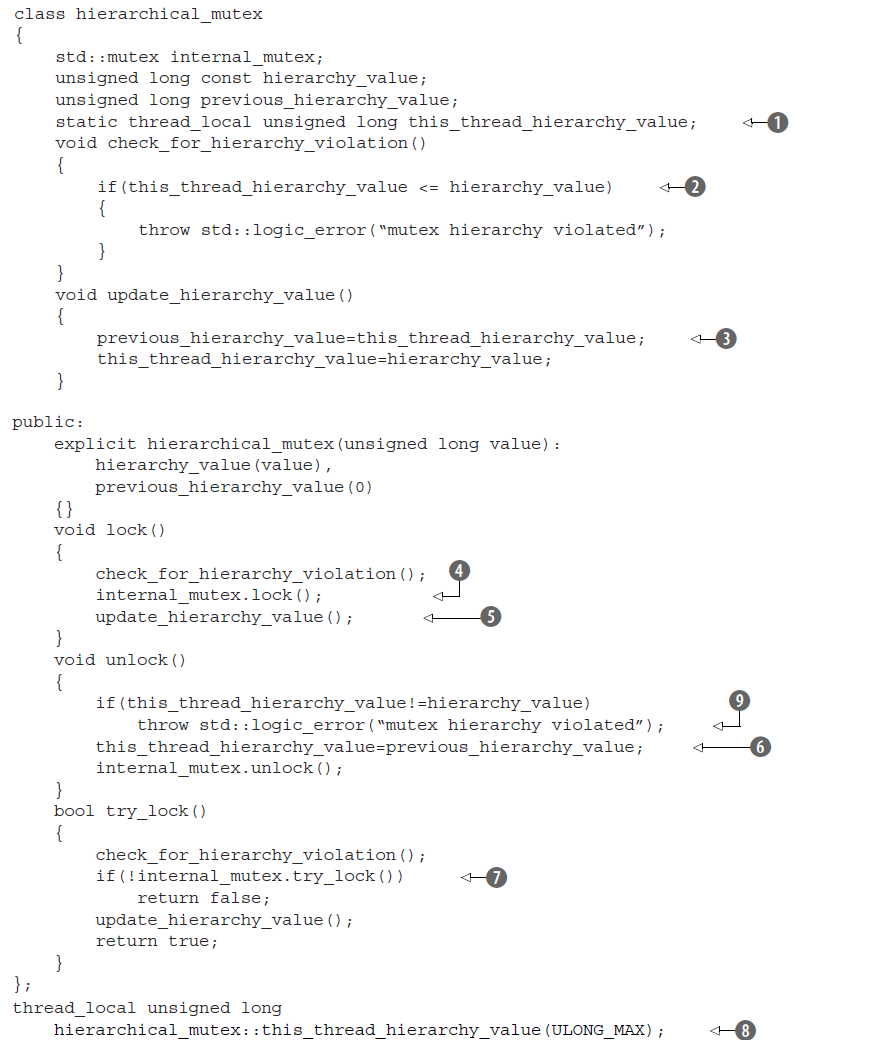 class hierarchical_mutex
{
    std::mutex internal_mutex;
    unsigned long const hierarchy_value;
    unsigned long previous_hierarchy_value;
    static thread_local unsigned long this_thread_hierarchy_value; 1
    void check_for_hierarchy_violation()
    {
        if(this_thread_hierarchy_value <= hierarchy_value) 2
        {
            throw std::logic_error(“mutex hierarchy violated”);
        }
    }
    void update_hierarchy_value()
    {
        previous_hierarchy_value=this_thread_hierarchy_value; 3
        this_thread_hierarchy_value=hierarchy_value;
    }
public:
    explicit hierarchical_mutex(unsigned long value):
        hierarchy_value(value),
        previous_hierarchy_value(0)
    {}
    void lock()
    {
        check_for_hierarchy_violation(); 4
        internal_mutex.lock();
        update_hierarchy_value(); 5
    }
    void unlock()
    {
        if(this_thread_hierarchy_value!=hierarchy_value) 9
            throw std::logic_error(“mutex hierarchy violated”);
        this_thread_hierarchy_value=previous_hierarchy_value; 6
        internal_mutex.unlock();
    }
    bool try_lock()
    {
        check_for_hierarchy_violation();
        if(!internal_mutex.try_lock()) 7
            return false;
        update_hierarchy_value();
        return true;
    }
};
thread_local unsigned long
    hierarchical_mutex::this_thread_hierarchy_value(ULONG_MAX); 8